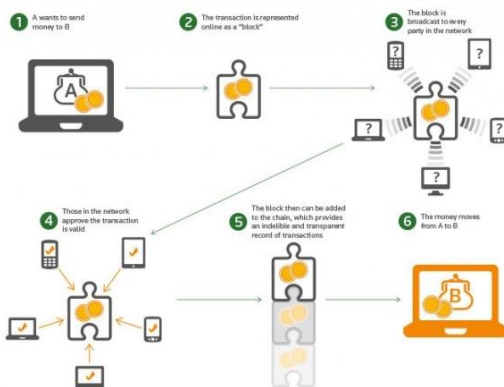 1
A wants to send
money to B
2
The transaction is represented
online as a "block"
3
The block is
broadcast to every
party in the network
A
?
?
?
?
?
4
Those in the network
approve the transaction
is valid
5
The block then can be added
to the chain, which provides
an indelible and transparent
record of transactions
6
The money moves
from A to B
B